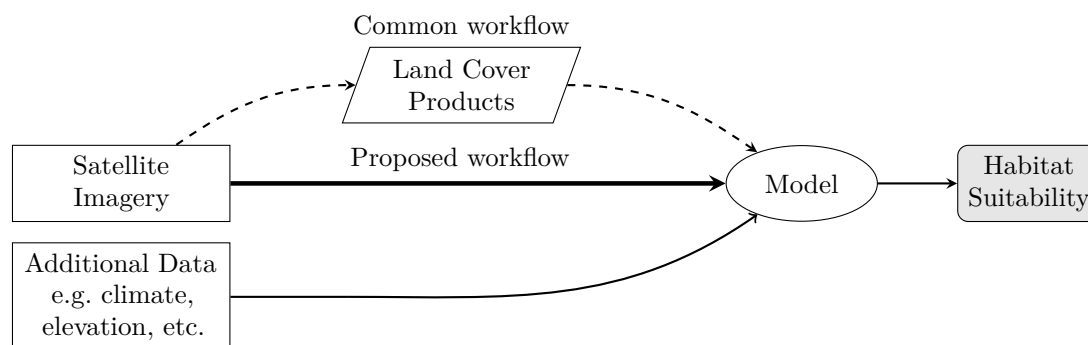 Common workflow
Land Cover
Products
Proposed workflow
Satellite
Imagery
Model
Habitat
Suitability
Additional Data
e.g. climate,
elevation, etc.